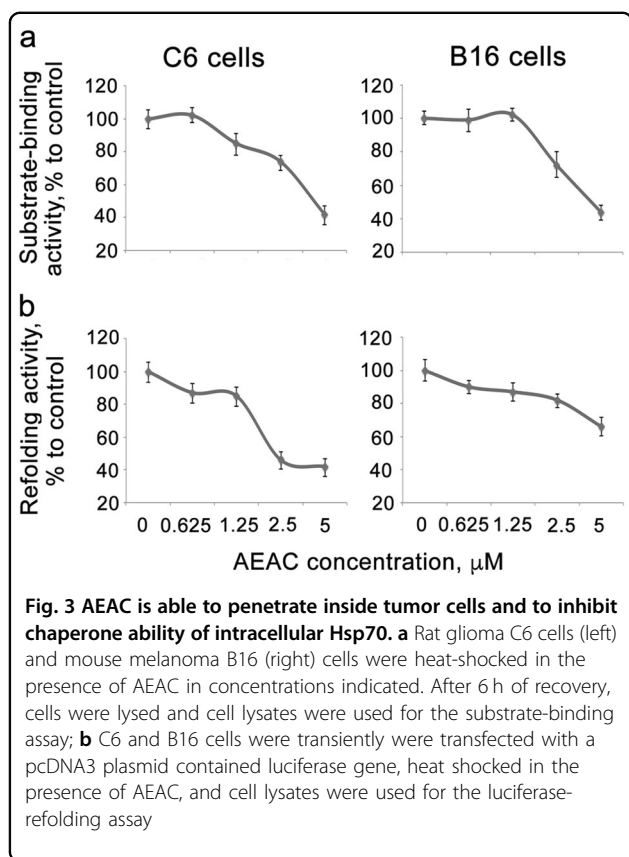 a
C6 cells
B16 cells
Substrate-binding
activity, % to control
120
100
80
60
40
20
120
100
80
60
40
20
b
Refolding activity,
% to control
120
100
80
60
40
20
0 0.625 1.25 2.5 5
120
100
80
60
40
20
0 0.625 1.25 2.5 5
AEAC concentration, μM
Fig. 3 AEAC is able to penetrate inside tumor cells and to inhibit
chaperone ability of intracellular Hsp70. a Rat glioma C6 cells (left)
and mouse melanoma B16 (right) cells were heat-shocked in the
presence of AEAC in concentrations indicated. After 6 h of recovery,
cells were lysed and cell lysates were used for the substrate-binding
assay; b C6 and B16 cells were transiently were transfected with a
pcDNA3 plasmid contained luciferase gene, heat shocked in the
presence of AEAC, and cell lysates were used for the luciferase-
refolding assay